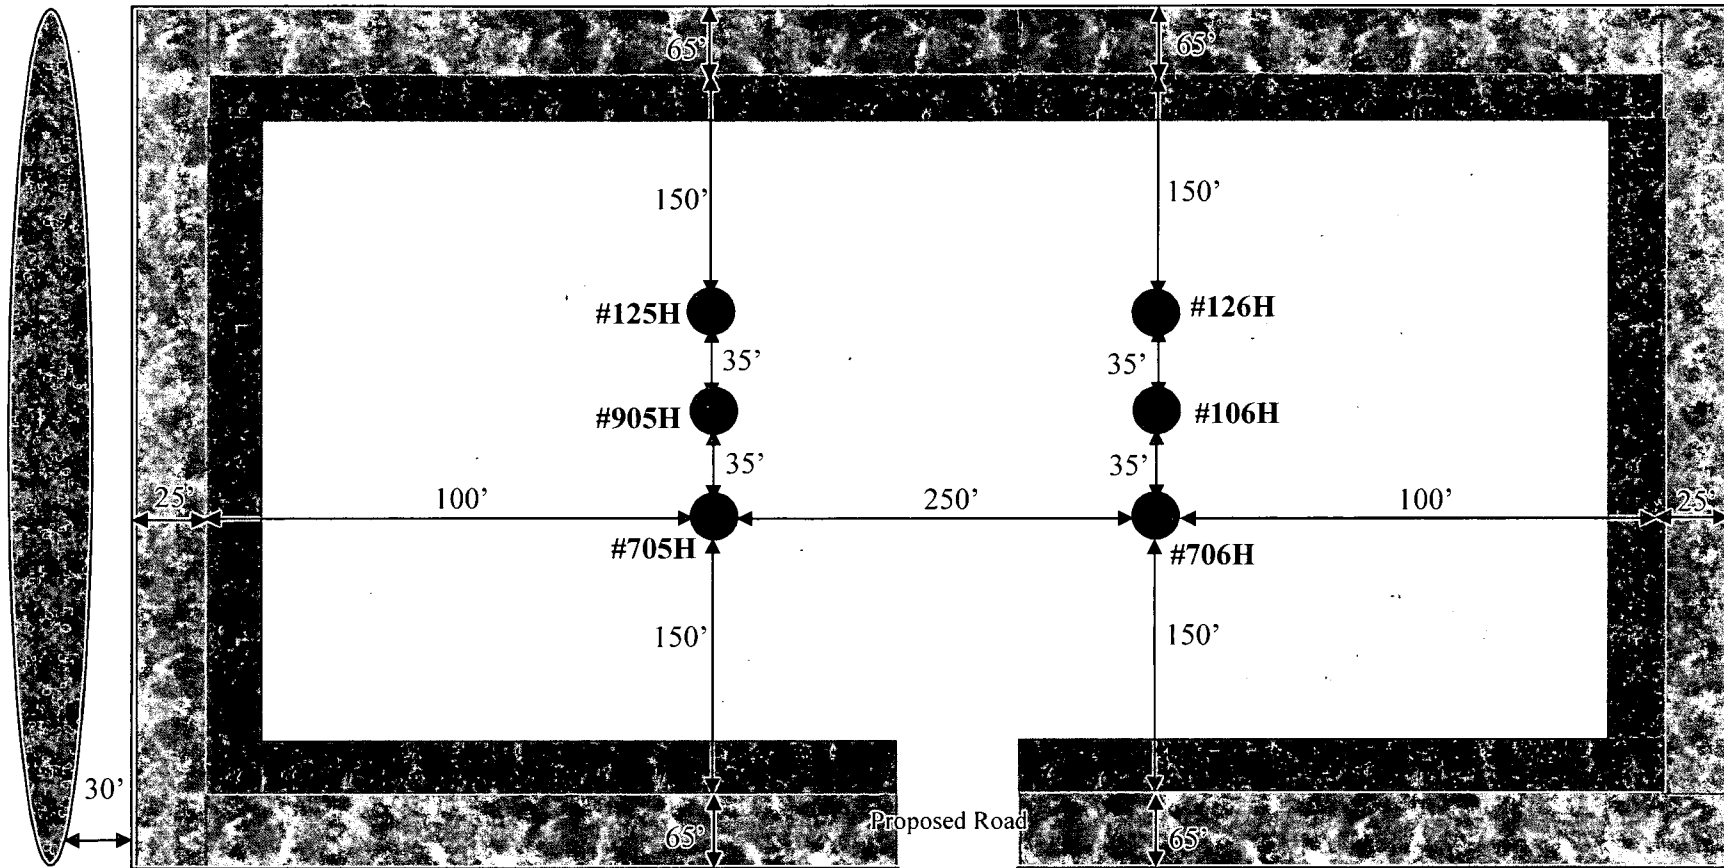 65’ 65’
150’ 150’
#125H #126H
35’ 35’
#905H #106H
35’ 35’
25’ 100’ 250’ 100’ 25’
#705H #706H
150’ 150’
30’
65’ Proposed Road 65’